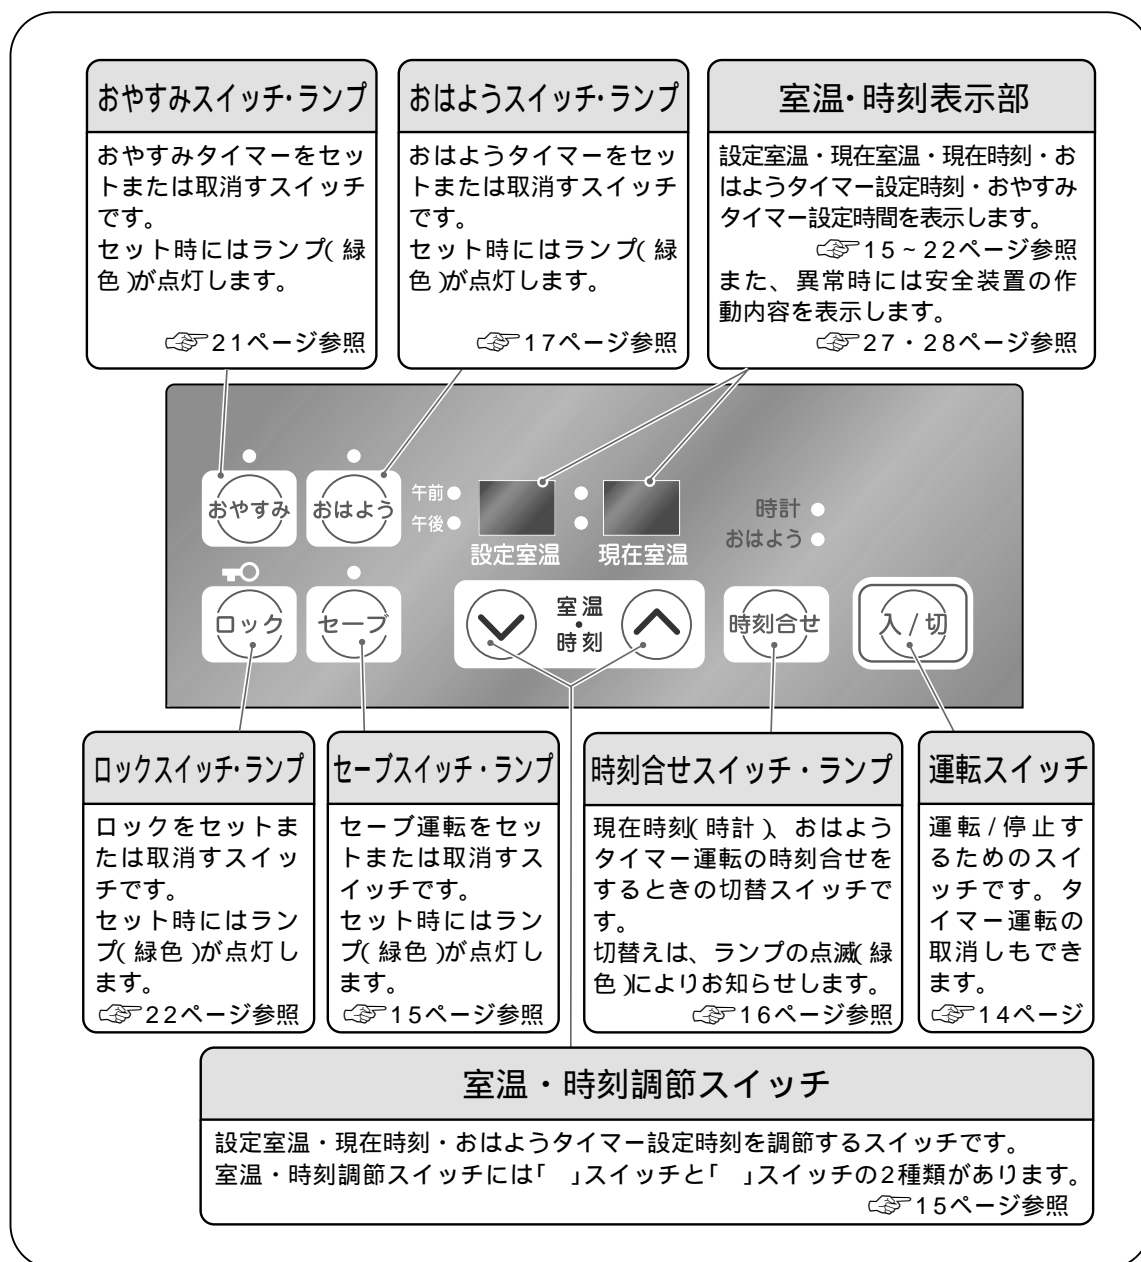 おやすみスイッチ・ランプ
おやすみタイマーをセッ
トまたは取消すスイッチ
です。
セット時にはランプ(緑
色)が点灯します。
☞21ページ参照
おはようスイッチ・ランプ
おはようタイマーをセッ
トまたは取消すスイッチ
です。
セット時にはランプ(緑
色)が点灯します。
☞17ページ参照
室温・時刻表示部
設定室温・現在室温・現在時刻・お
はようタイマー設定時刻・おやすみ
タイマー設定時間を表示します。
☞15~22ページ参照
また、異常時には安全装置の作
動内容を表示します。
☞27・28ページ参照
おやすみ
おはよう
午前
午後
設定室温
現在室温
時計
おはよう
ロック
セーブ
室温
・
時刻
時刻合せ
入/切
ロックスイッチ・ランプ
ロックをセットま
たは取消すスイッ
チです。
セット時にはラン
プ(緑色)が点灯し
ます。
☞22ページ参照
セーブスイッチ・ランプ
セーブ運転をセッ
トまたは取消すス
イッチです。
セット時にはラン
プ(緑色)が点灯し
ます。
☞15ページ参照
時刻合せスイッチ・ランプ
現在時刻(時計)、おはよう
タイマー運転の時刻合せを
するときの切替スイッチで
す。
切替えは、ランプの点滅(緑
色)によりお知らせします。
☞16ページ参照
運転スイッチ
運転/停止す
るためのスイ
ッチです。タ
イマー運転の
取消しもでき
ます。
☞14ページ
室温・時刻調節スイッチ
設定室温・現在時刻・おはようタイマー設定時刻を調節するスイッチです。
室温・時刻調節スイッチには「　」スイッチと「　」スイッチの2種類があります。
☞15ページ参照